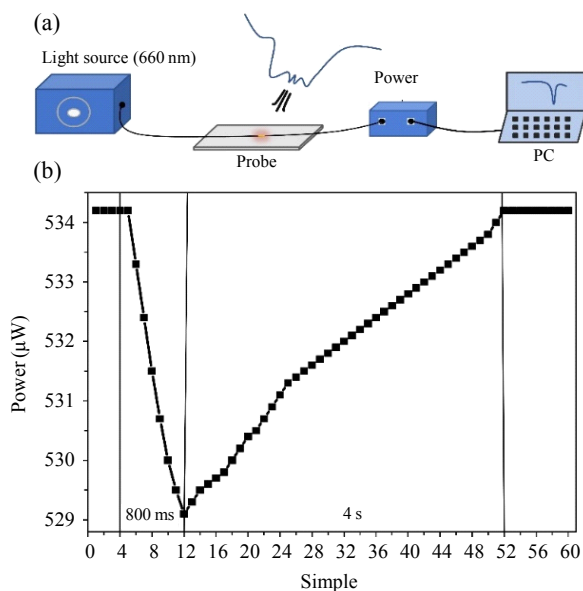 (a)
Light source (660 nm)
Power
Probe
PC
(b)
534
533
532
531
530
529
Power (μW)
800 ms
4 s
0 4 8 12 16 20 24 28 32 36 40 44 48 52 56 60
Simple